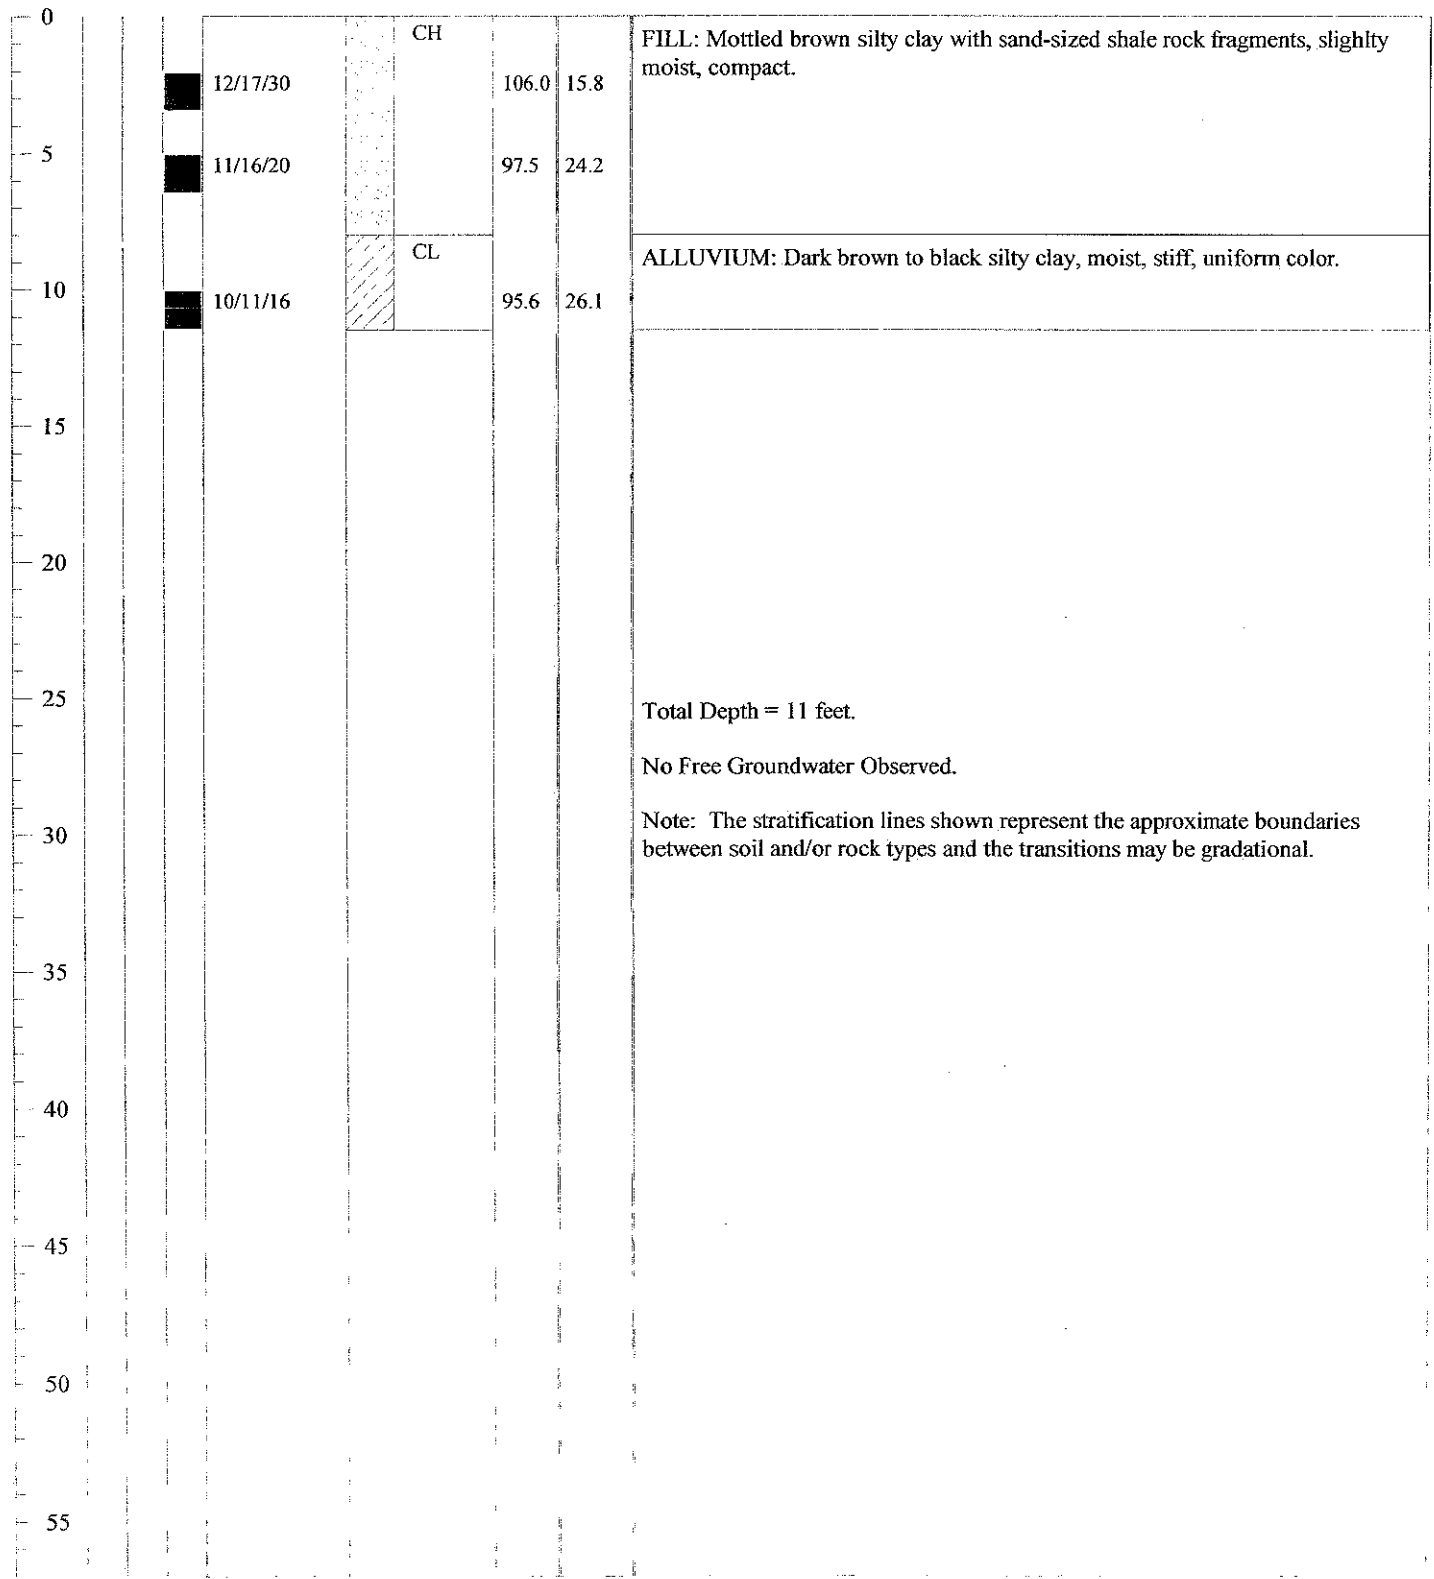 0
CH
FILL: Mottled brown silty clay with sand-sized shale rock fragments, slighlty
moist, compact.
12/17/30 106.0 15.8
5
11/16/20 97.5 24.2
CL
ALLUVIUM: Dark brown to black silty clay, moist, stiff, uniform color.
10
10/11/16 95.6 26.1
15
20
25
Total Depth = 11 feet.
No Free Groundwater Observed.
Note: The stratification lines shown represent the approximate boundaries
30
between soil and/or rock types and the transitions may be gradational.
35
40
45
50
55